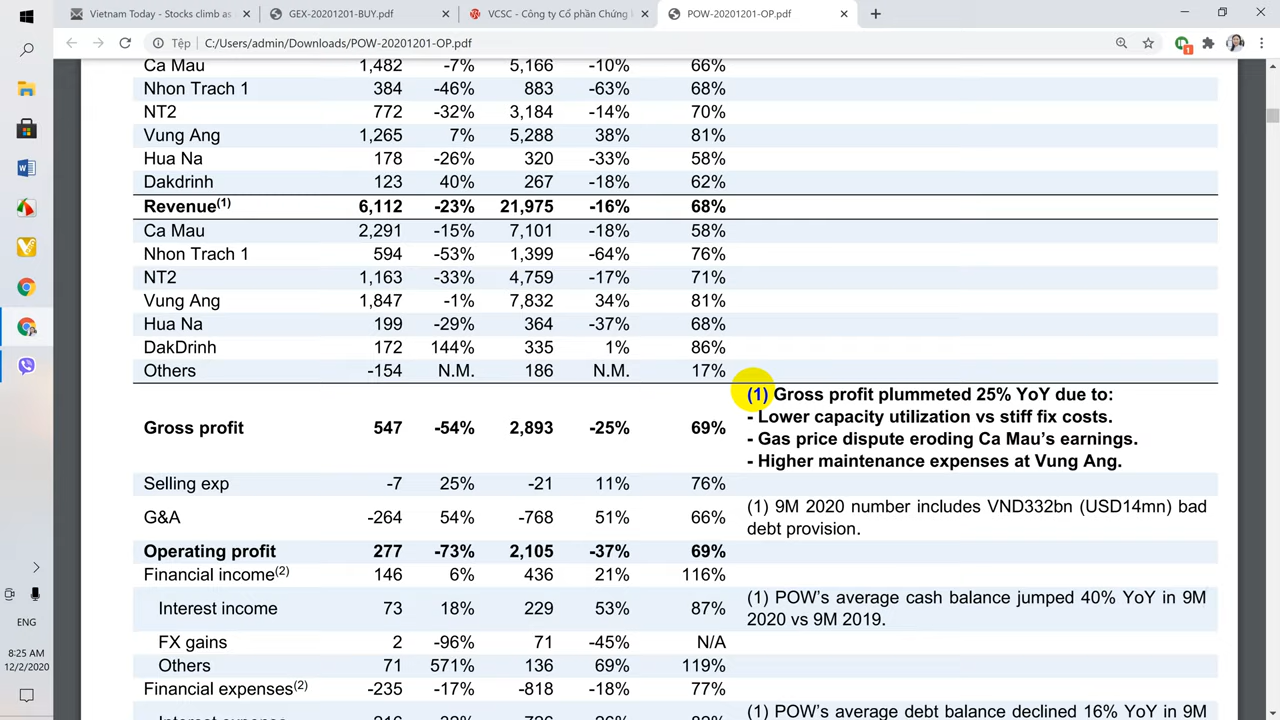 Vietnam Today - Stocks climb as
GEX-20201201-BUY.pdf
VCSC - Công ty Cổ phần Chứng k
POW-20201201-OP.pdf
Tệp
C:/Users/admin/Downloads/POW-20201201-OP.pdf
1
Ca Mau 1,482 -7% 5,166 -10% 66%
Nhon Trach 1 384 -46% 883 -63% 68%
NT2 772 -32% 3,184 -14% 70%
Vung Ang 1,265 7% 5,288 38% 81%
Hua Na 178 -26% 320 -33% 58%
Dakdrinh 123 40% 267 -18% 62%
Revenue(1) 6,112 -23% 21,975 -16% 68%
Ca Mau 2,291 -15% 7,101 -18% 58%
Nhon Trach 1 594 -53% 1,399 -64% 76%
NT2 1,163 -33% 4,759 -17% 71%
Vung Ang 1,847 -1% 7,832 34% 81%
Hua Na 199 -29% 364 -37% 68%
DakDrinh 172 144% 335 1% 86%
Others -154 N.M. 186 N.M. 17%
(1) Gross profit plummeted 25% YoY due to:
- Lower capacity utilization vs stiff fix costs.
Gross profit 547 -54% 2,893 -25% 69%
- Gas price dispute eroding Ca Mau's earnings.
- Higher maintenance expenses at Vung Ang.
Selling exp -7 25% -21 11% 76%
G&A -264 54% -768 51% 66%
(1) 9M 2020 number includes VND332bn (USD14mn) bad
debt provision.
Operating profit 277 -73% 2,105 -37% 69%
Financial income(2) 146 6% 436 21% 116%
Interest income 73 18% 229 53% 87%
(1) POW's average cash balance jumped 40% YoY in 9M
2020 vs 9M 2019.
FX gains 2 -96% 71 -45% N/A
Others 71 571% 136 69% 119%
Financial expenses(2) -235 -17% -818 -18% 77%
(1) POW's average debt balance declined 16% YoY in 9M
ENG
8:25 AM
12/2/2020